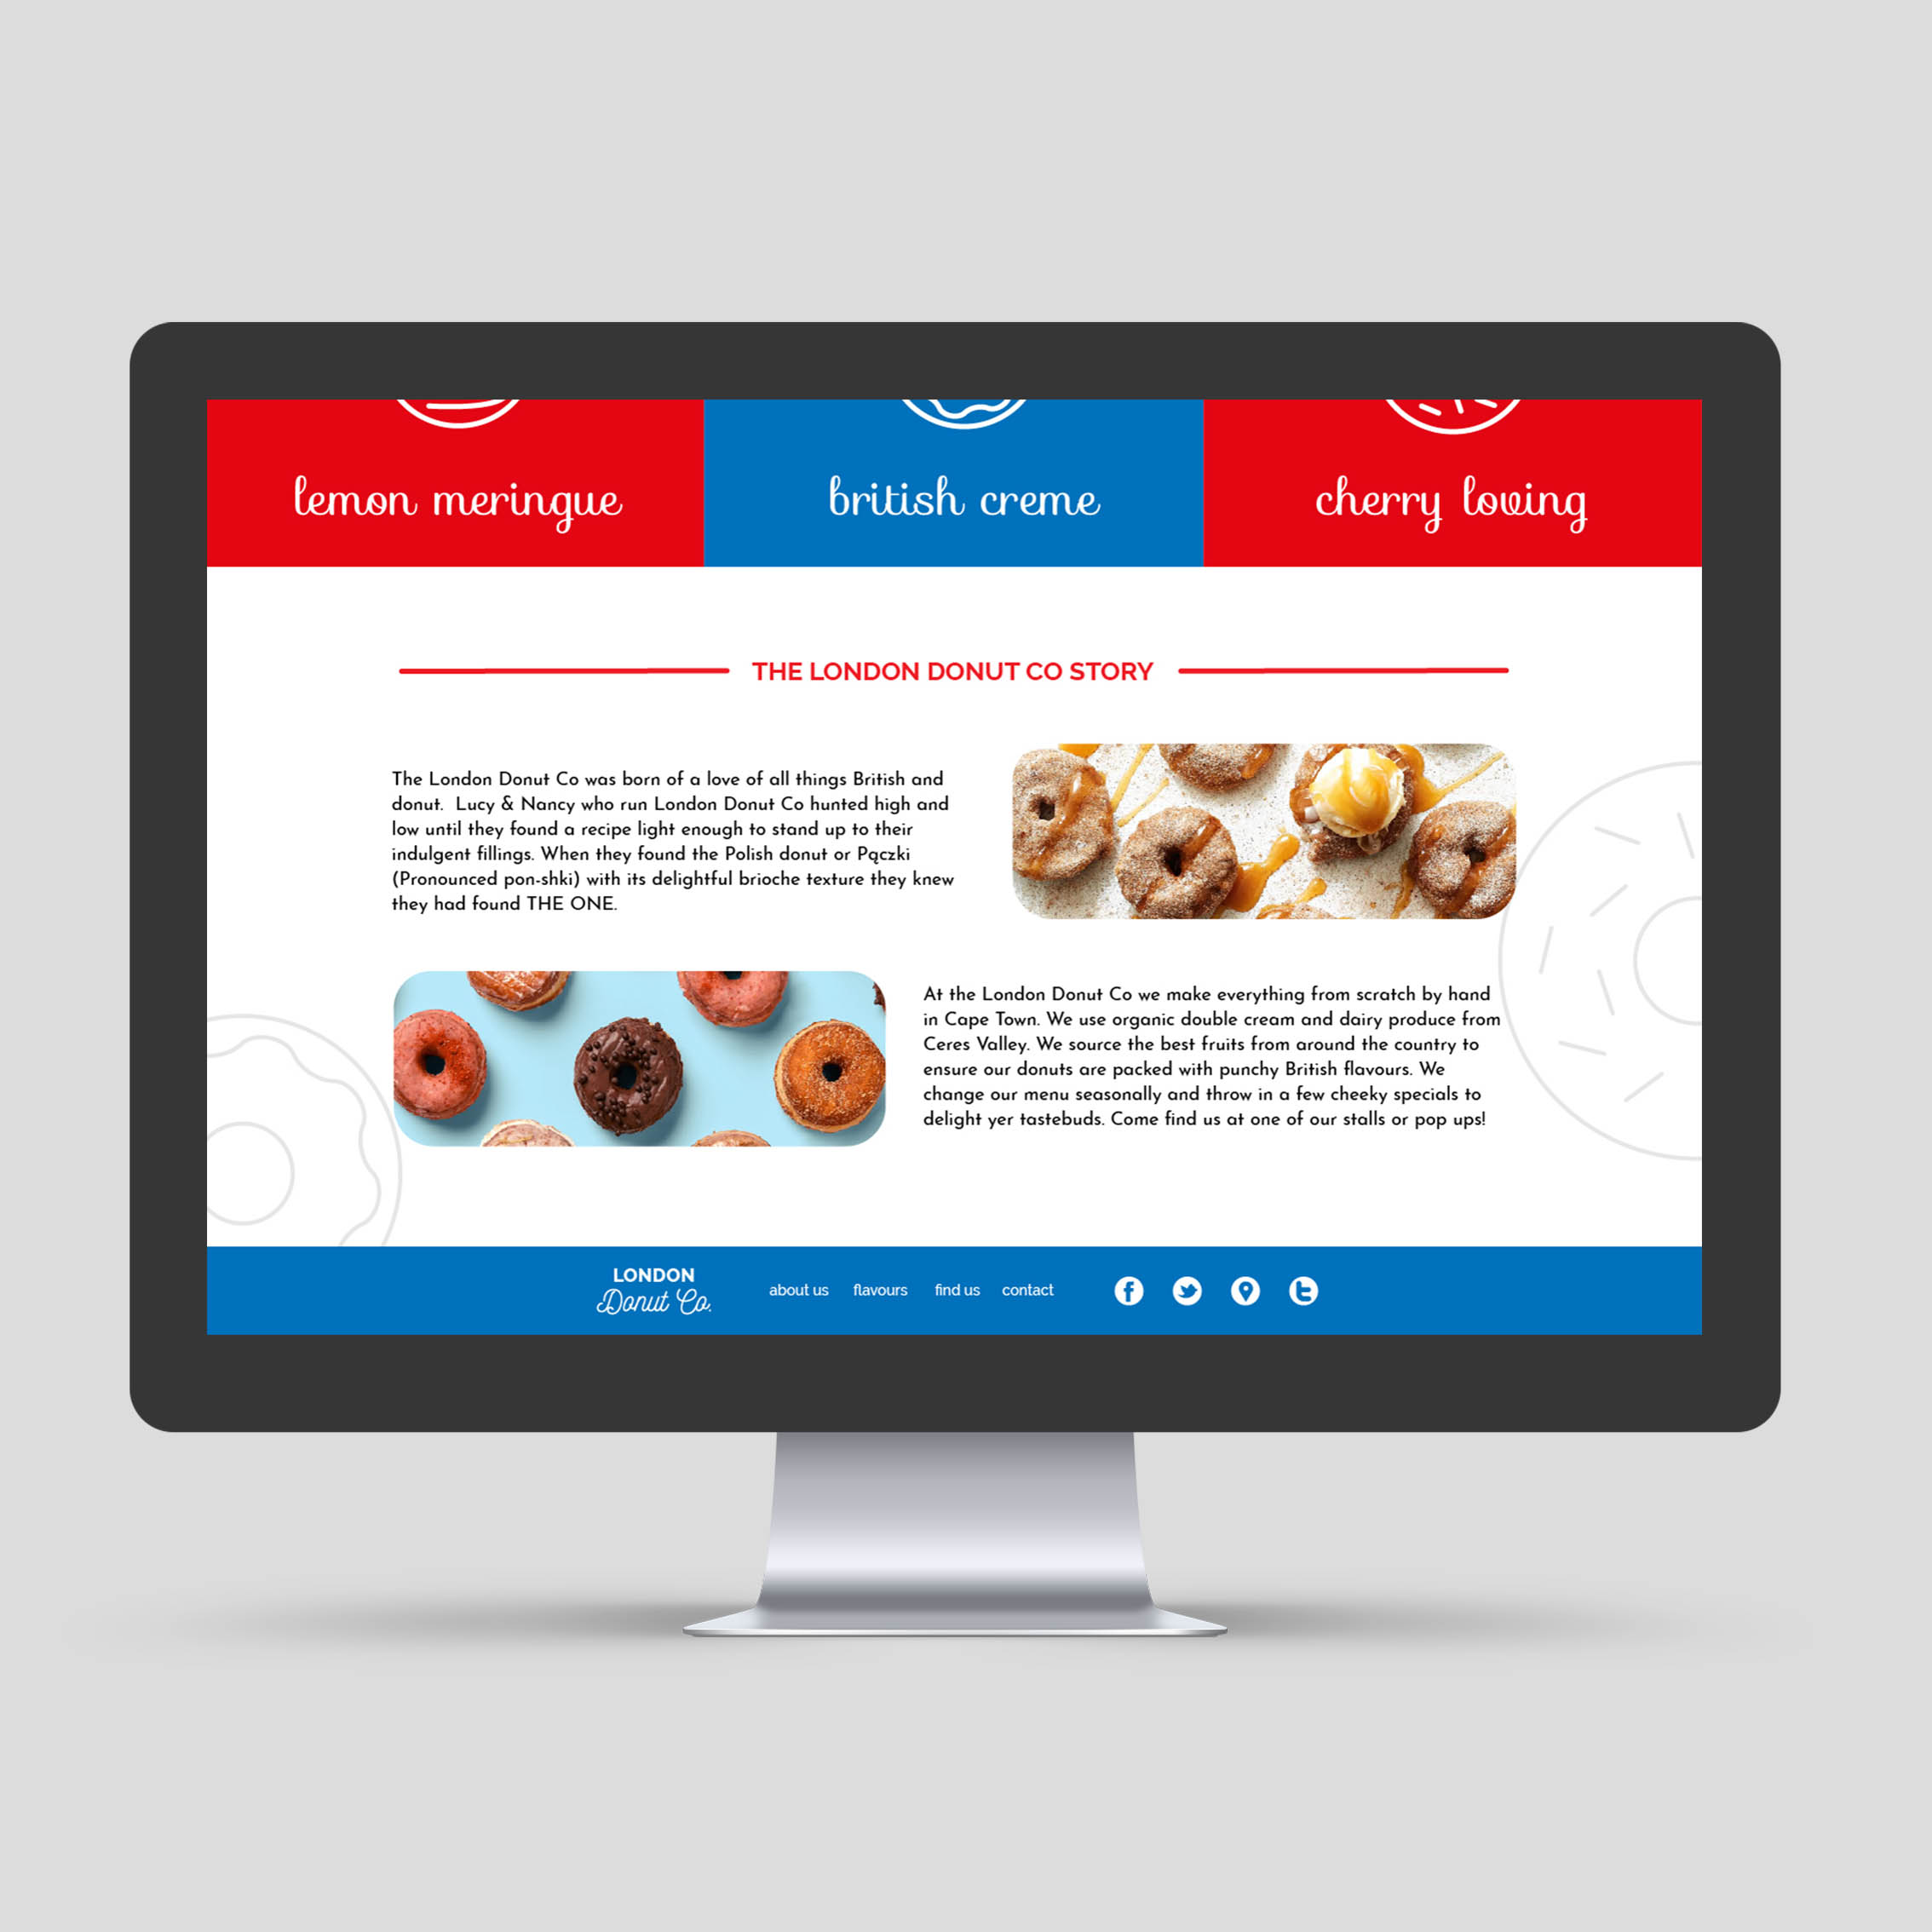 lemon meringue
british creme
cherry loving
THE LONDON DONUT CO STORY
The London Donut Co was born of a love of all things British and
donut.  Lucy & Nancy who run London Donut Co hunted high and
low until they found a recipe light enough to stand up to their
indulgent fillings. When they found the Polish donut or Pączki
(Pronounced pon-shki) with its delightful brioche texture they knew
they had found THE ONE.
At the London Donut Co we make everything from scratch by hand
in Cape Town. We use organic double cream and dairy produce from
Ceres Valley. We source the best fruits from around the country to
ensure our donuts are packed with punchy British flavours. We
change our menu seasonally and throw in a few cheeky specials to
delight yer tastebuds. Come find us at one of our stalls or pop ups!
LONDON
Donut Co.
about us flavours find us contact